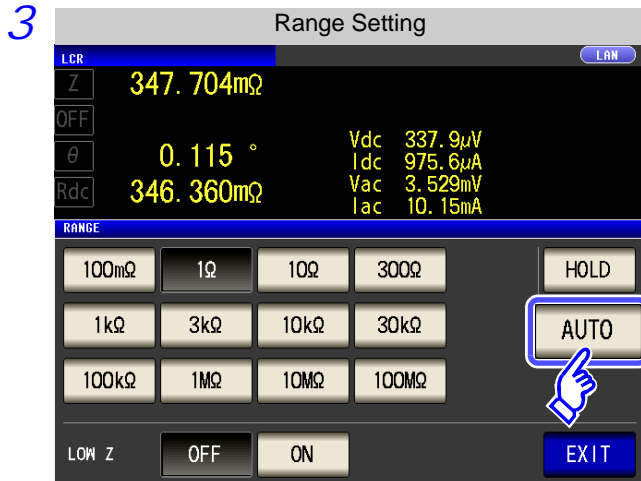 3
Range Setting
LCR
LAN
Z 347.704mΩ
OFF
θ 0.115 °
Rdc 346.360mΩ
Vdc 337.9μV
Idc 975.6μA
Vac 3.529mV
Iac 10.15mA
RANGE
100mΩ 1Ω 10Ω 300Ω HOLD
1kΩ 3kΩ 10kΩ 30kΩ AUTO
100kΩ 1MΩ 10MΩ 100MΩ
LOW Z OFF ON EXIT